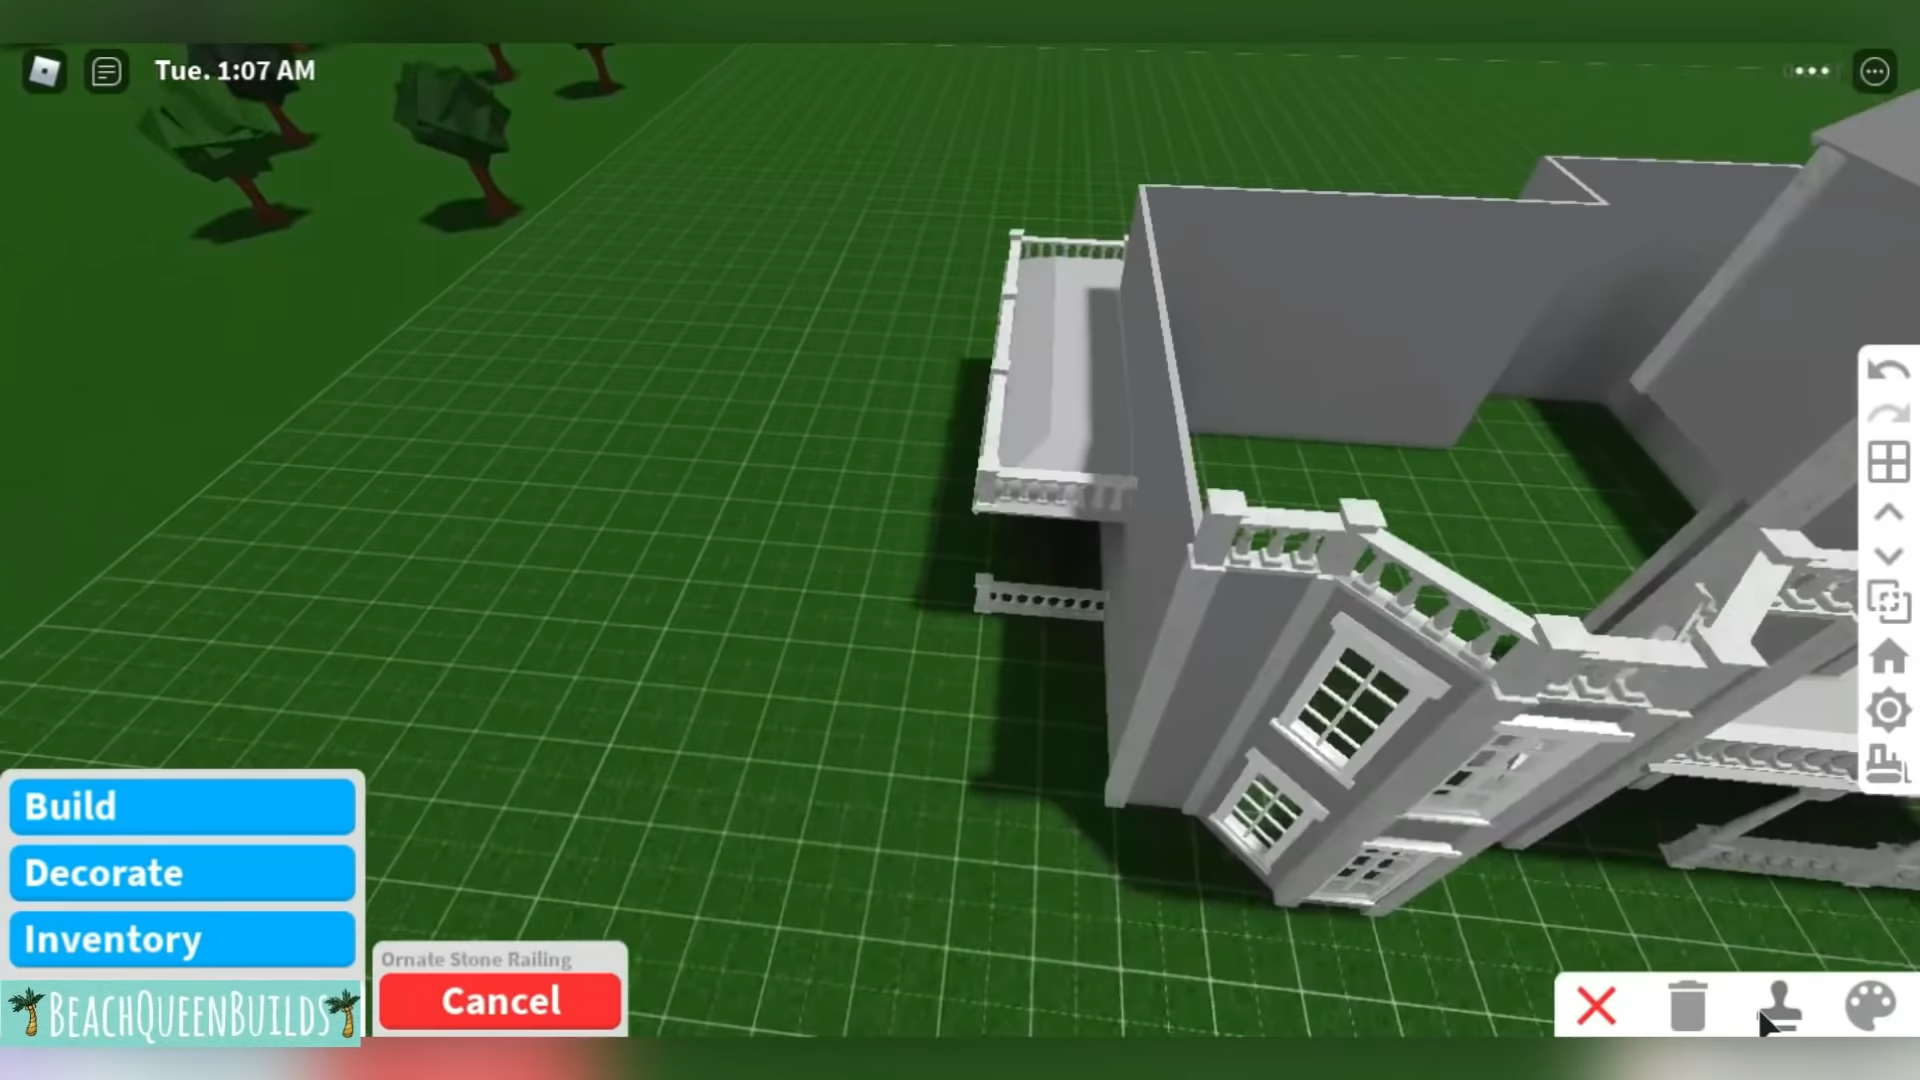 Tue. 1:07 AM
Build
Decorate
Inventory
Ornate Stone Railing
Cancel
BEACHQUEENBUILDS